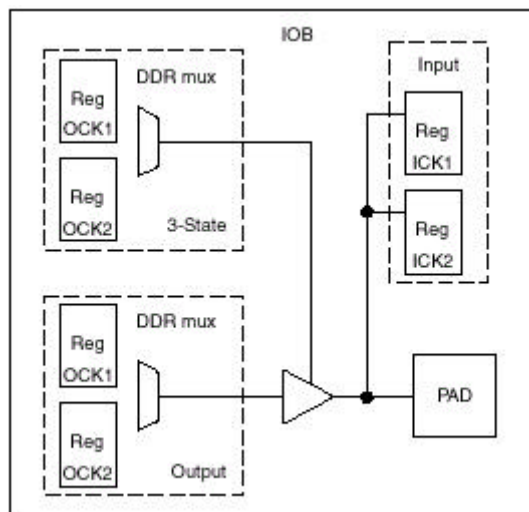 IOB
DDR mux
Reg
OCK1
Reg
OCK2
3-State
Input
Reg
ICK1
Reg
ICK2
DDR mux
Reg
OCK1
Reg
OCK2
Output
PAD